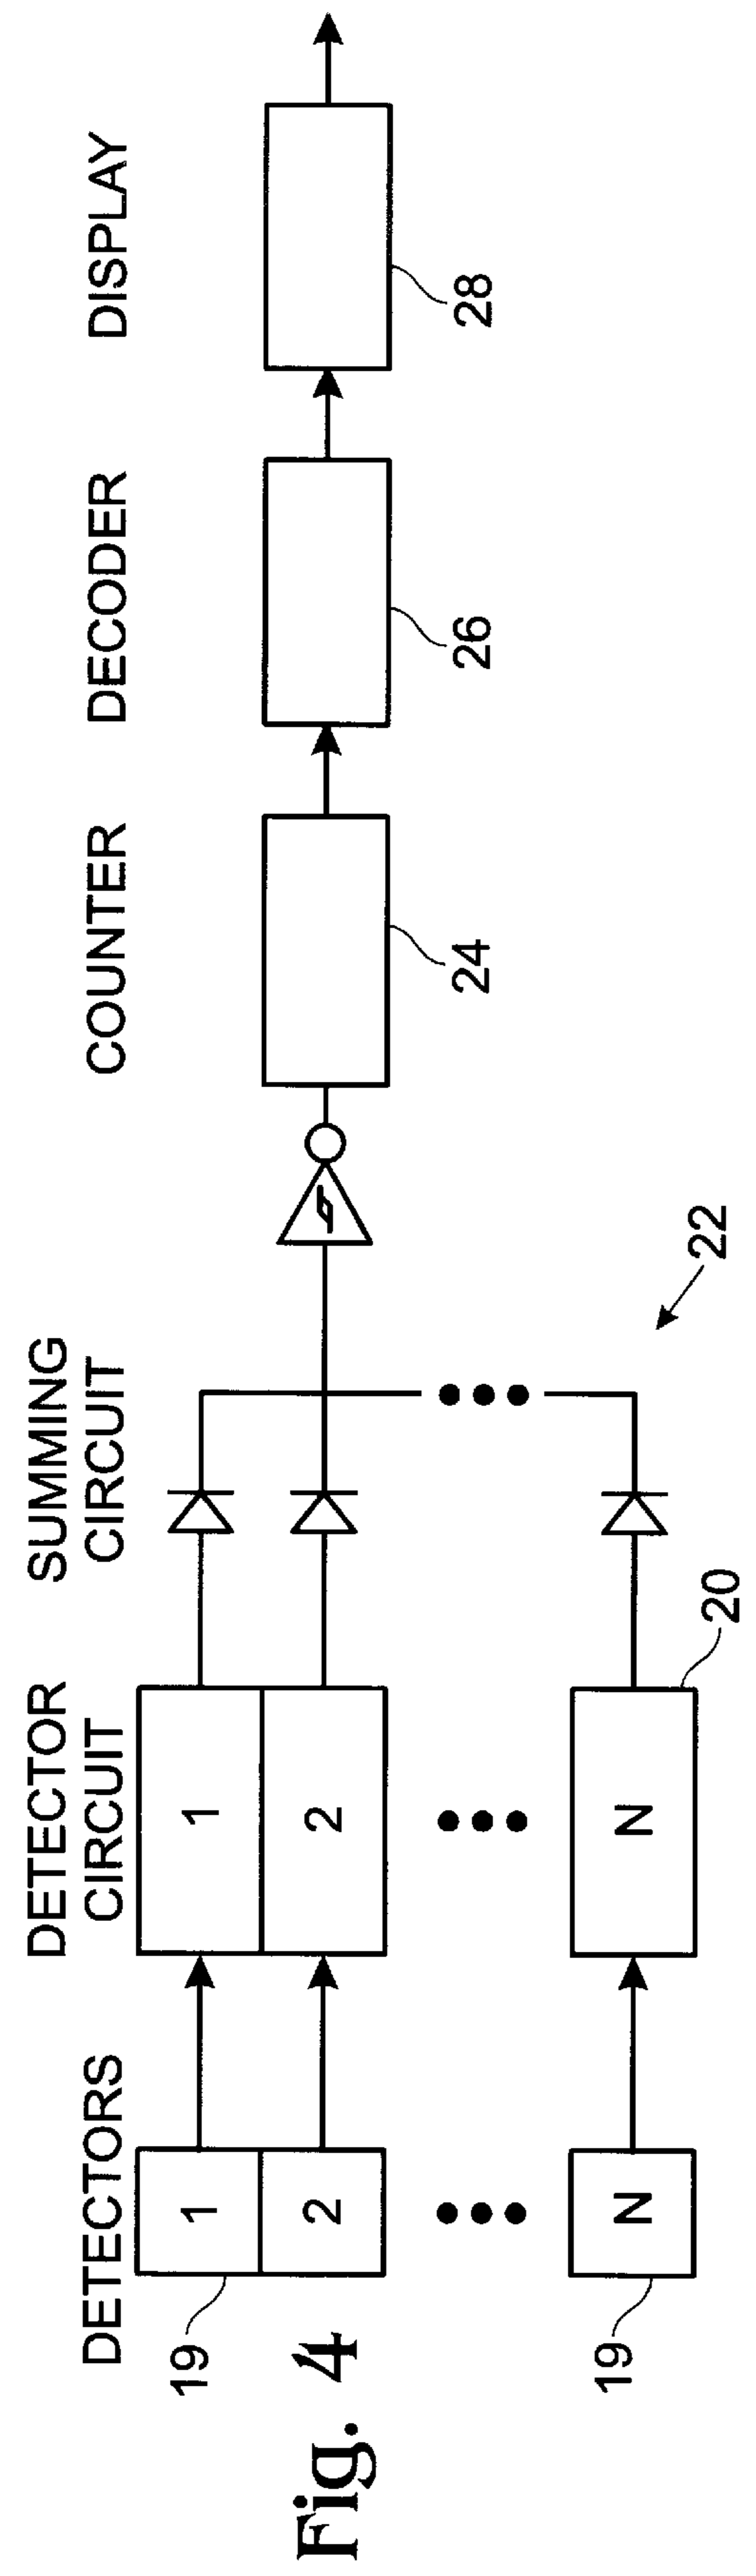 DETECTORS
DETECTOR
CIRCUIT
SUMMING
CIRCUIT
COUNTER
DECODER
DISPLAY
1
2
N
1
2
N
19
19
20
22
24
26
28
Fig. 4